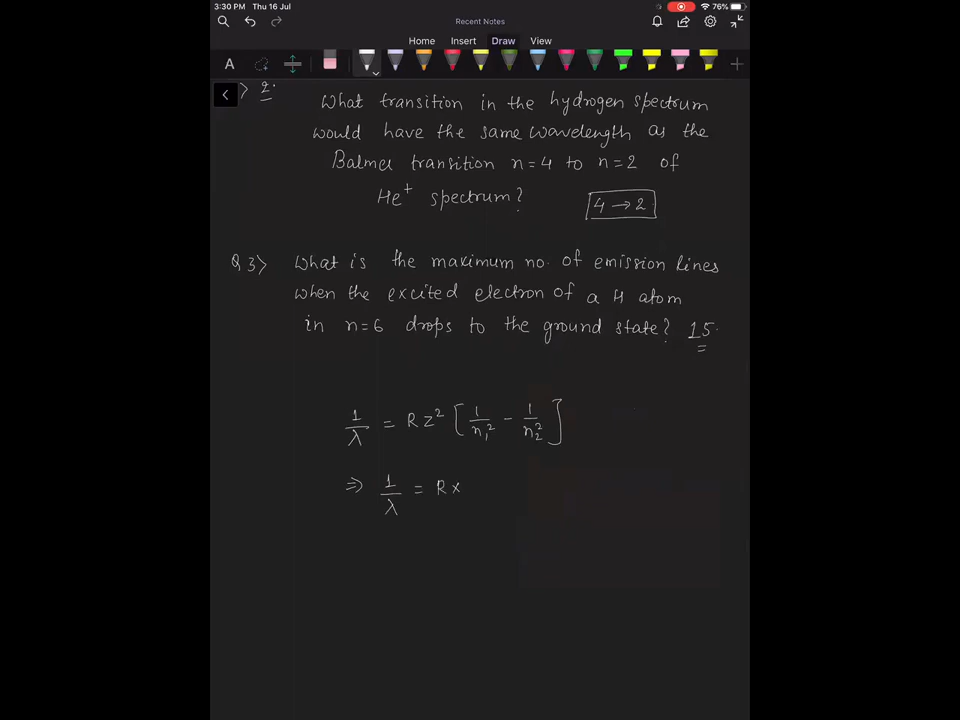 3:30 PM Thu 16 Jul
76%
Recent Notes
Home Insert Draw View
A
2.
What transition in the hydrogen spectrum
would have the same wavelength as the
Balmer transition n=4 to n=2 of
He⁺ spectrum? 4 → 2
Q 3> What is the maximum no. of emission lines
when the excited electron of a H atom
in n=6 drops to the ground state? 15.
1/λ = R Z² [1/n₁² - 1/n₂²]
⇒ 1/λ = R x